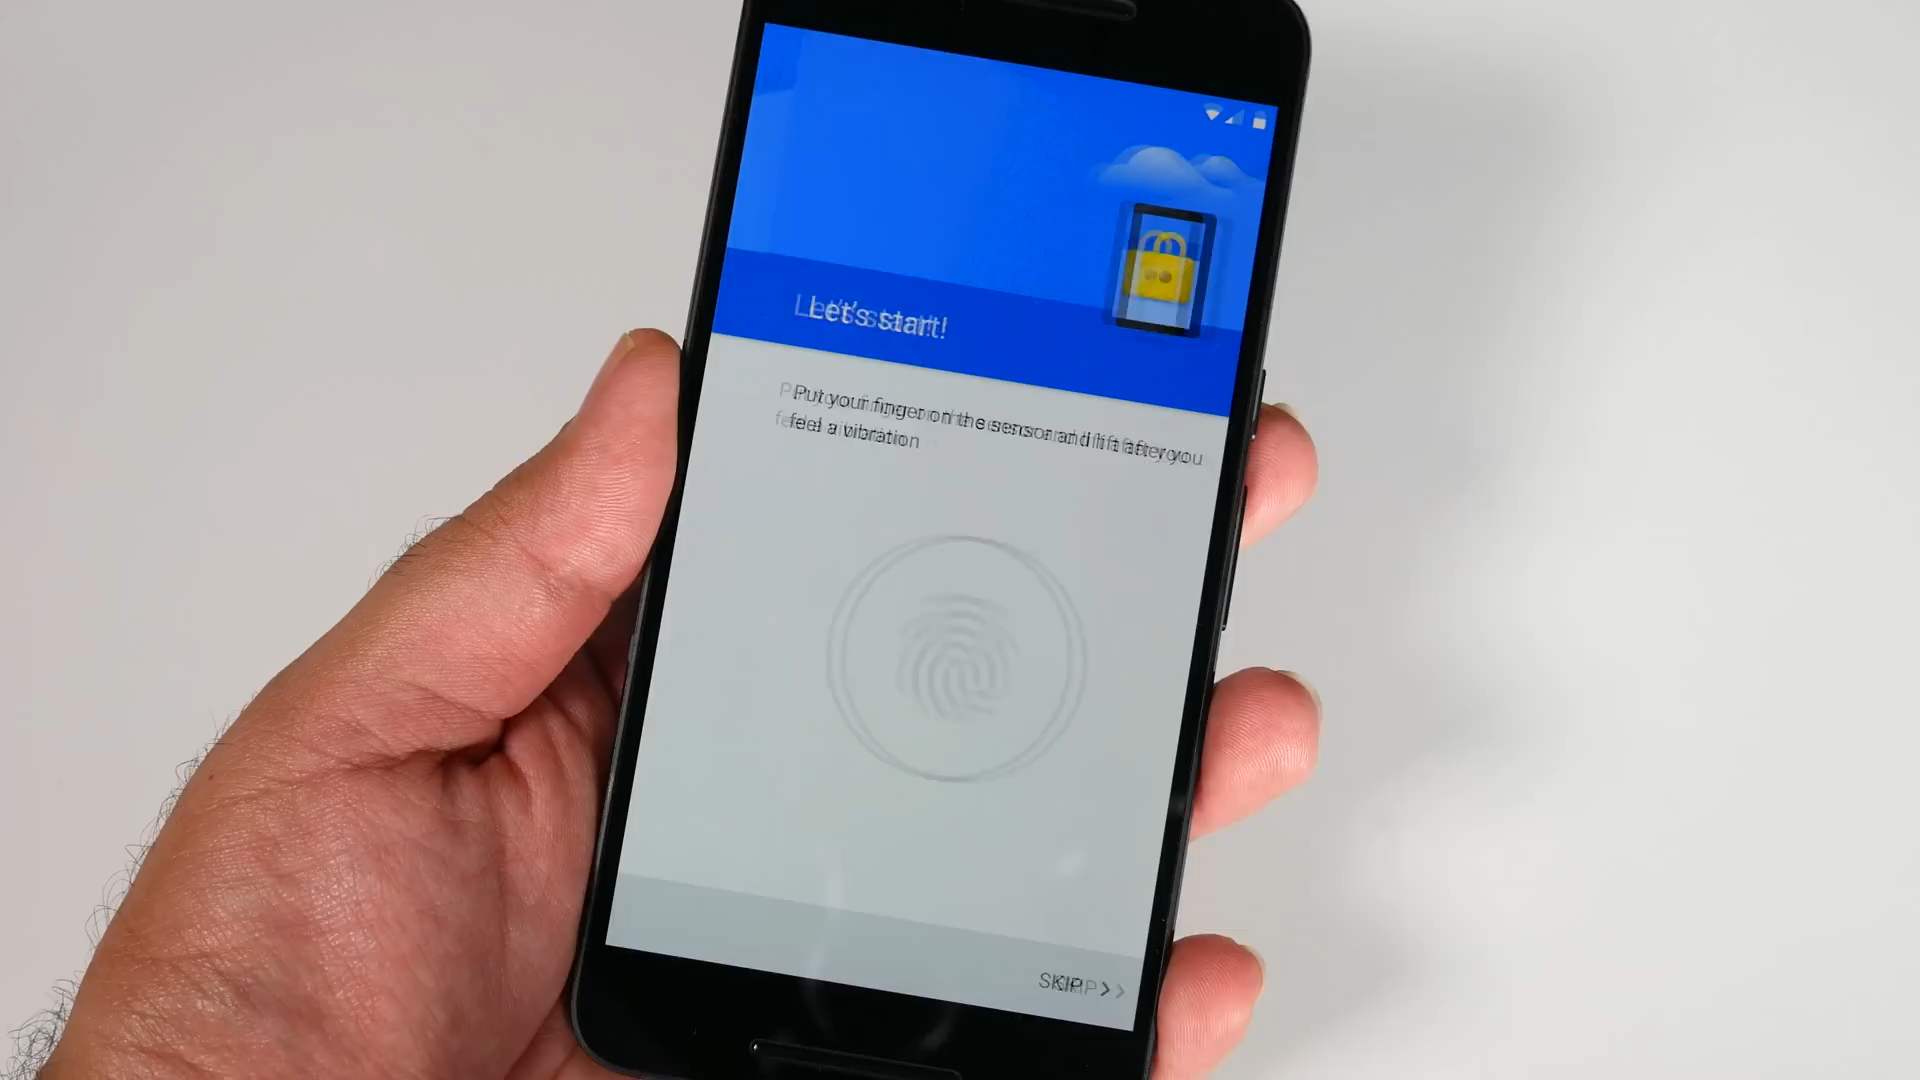 Let's start!
Put your finger on the sensor and lift after you
feel a vibration
SKIP >